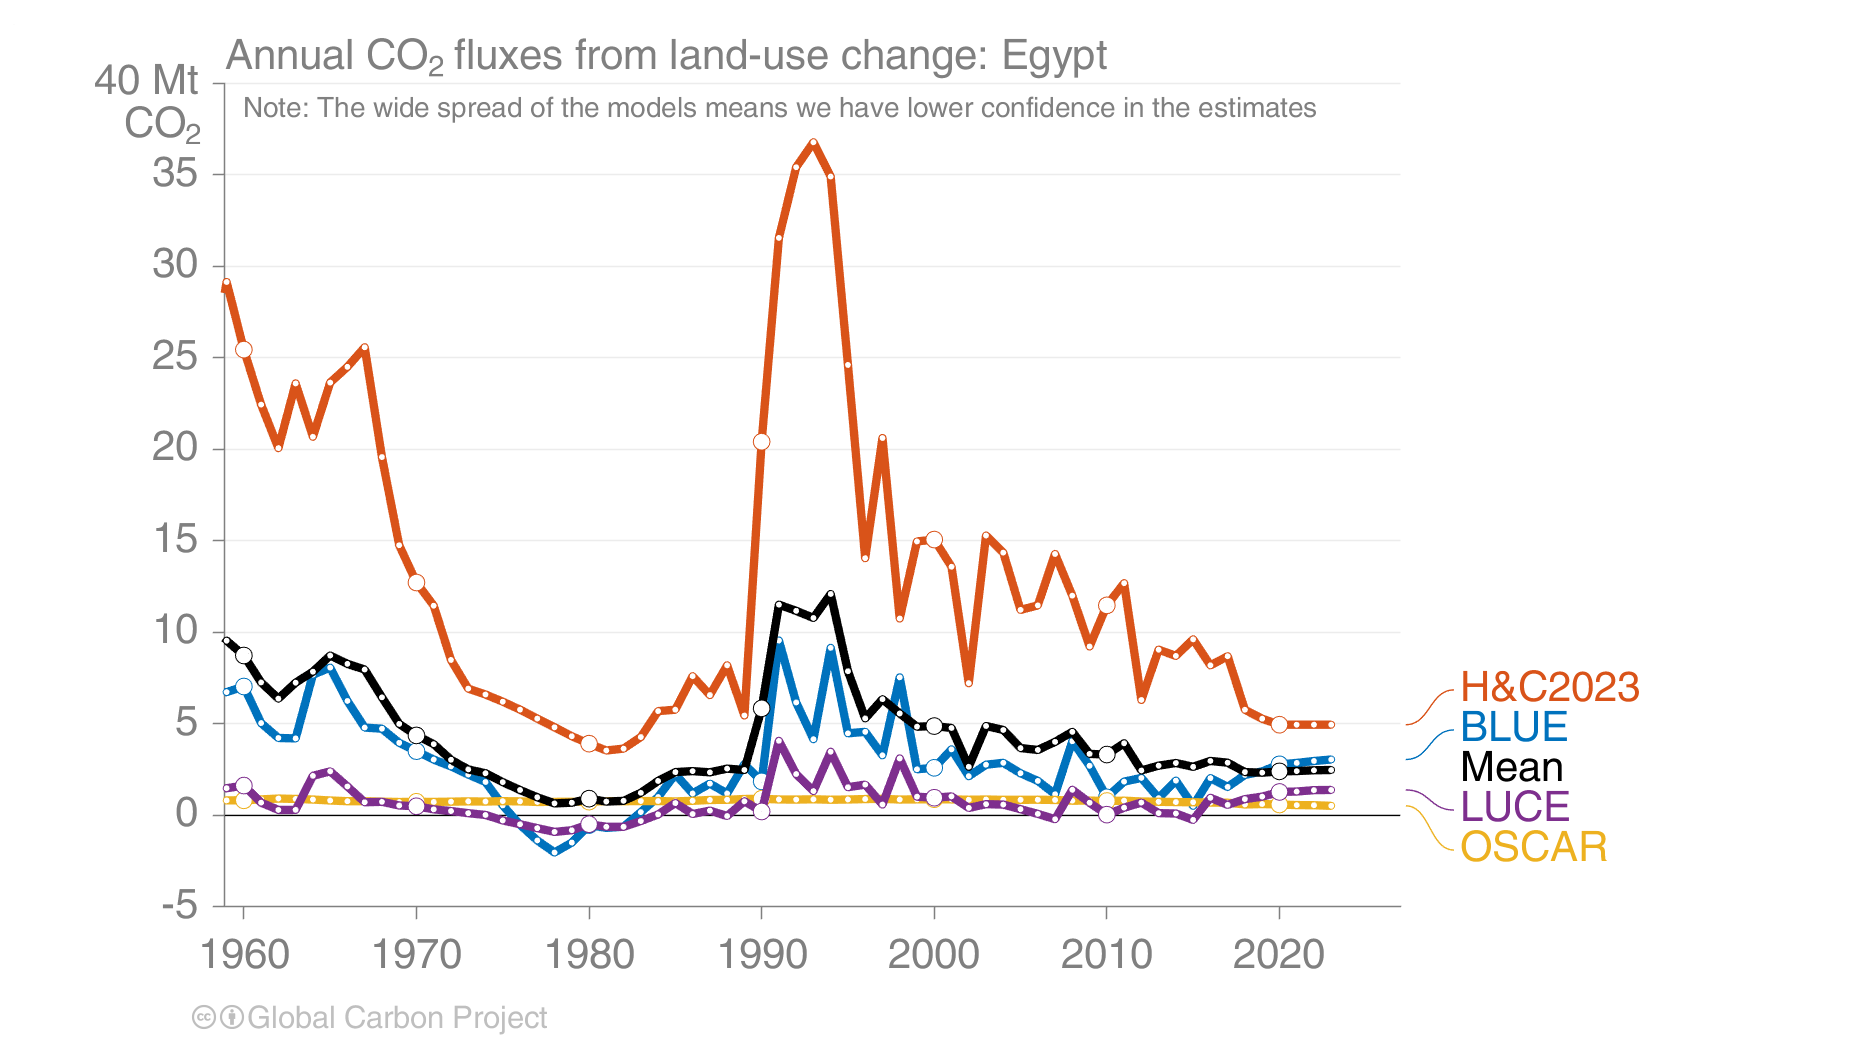 Annual CO₂ fluxes from land-use change: Egypt
40 Mt
CO₂
Note: The wide spread of the models means we have lower confidence in the estimates
35
30
25
20
15
10
5
0
-5
H&C2023
BLUE
Mean
LUCE
OSCAR
1960 1970 1980 1990 2000 2010 2020
cc Global Carbon Project